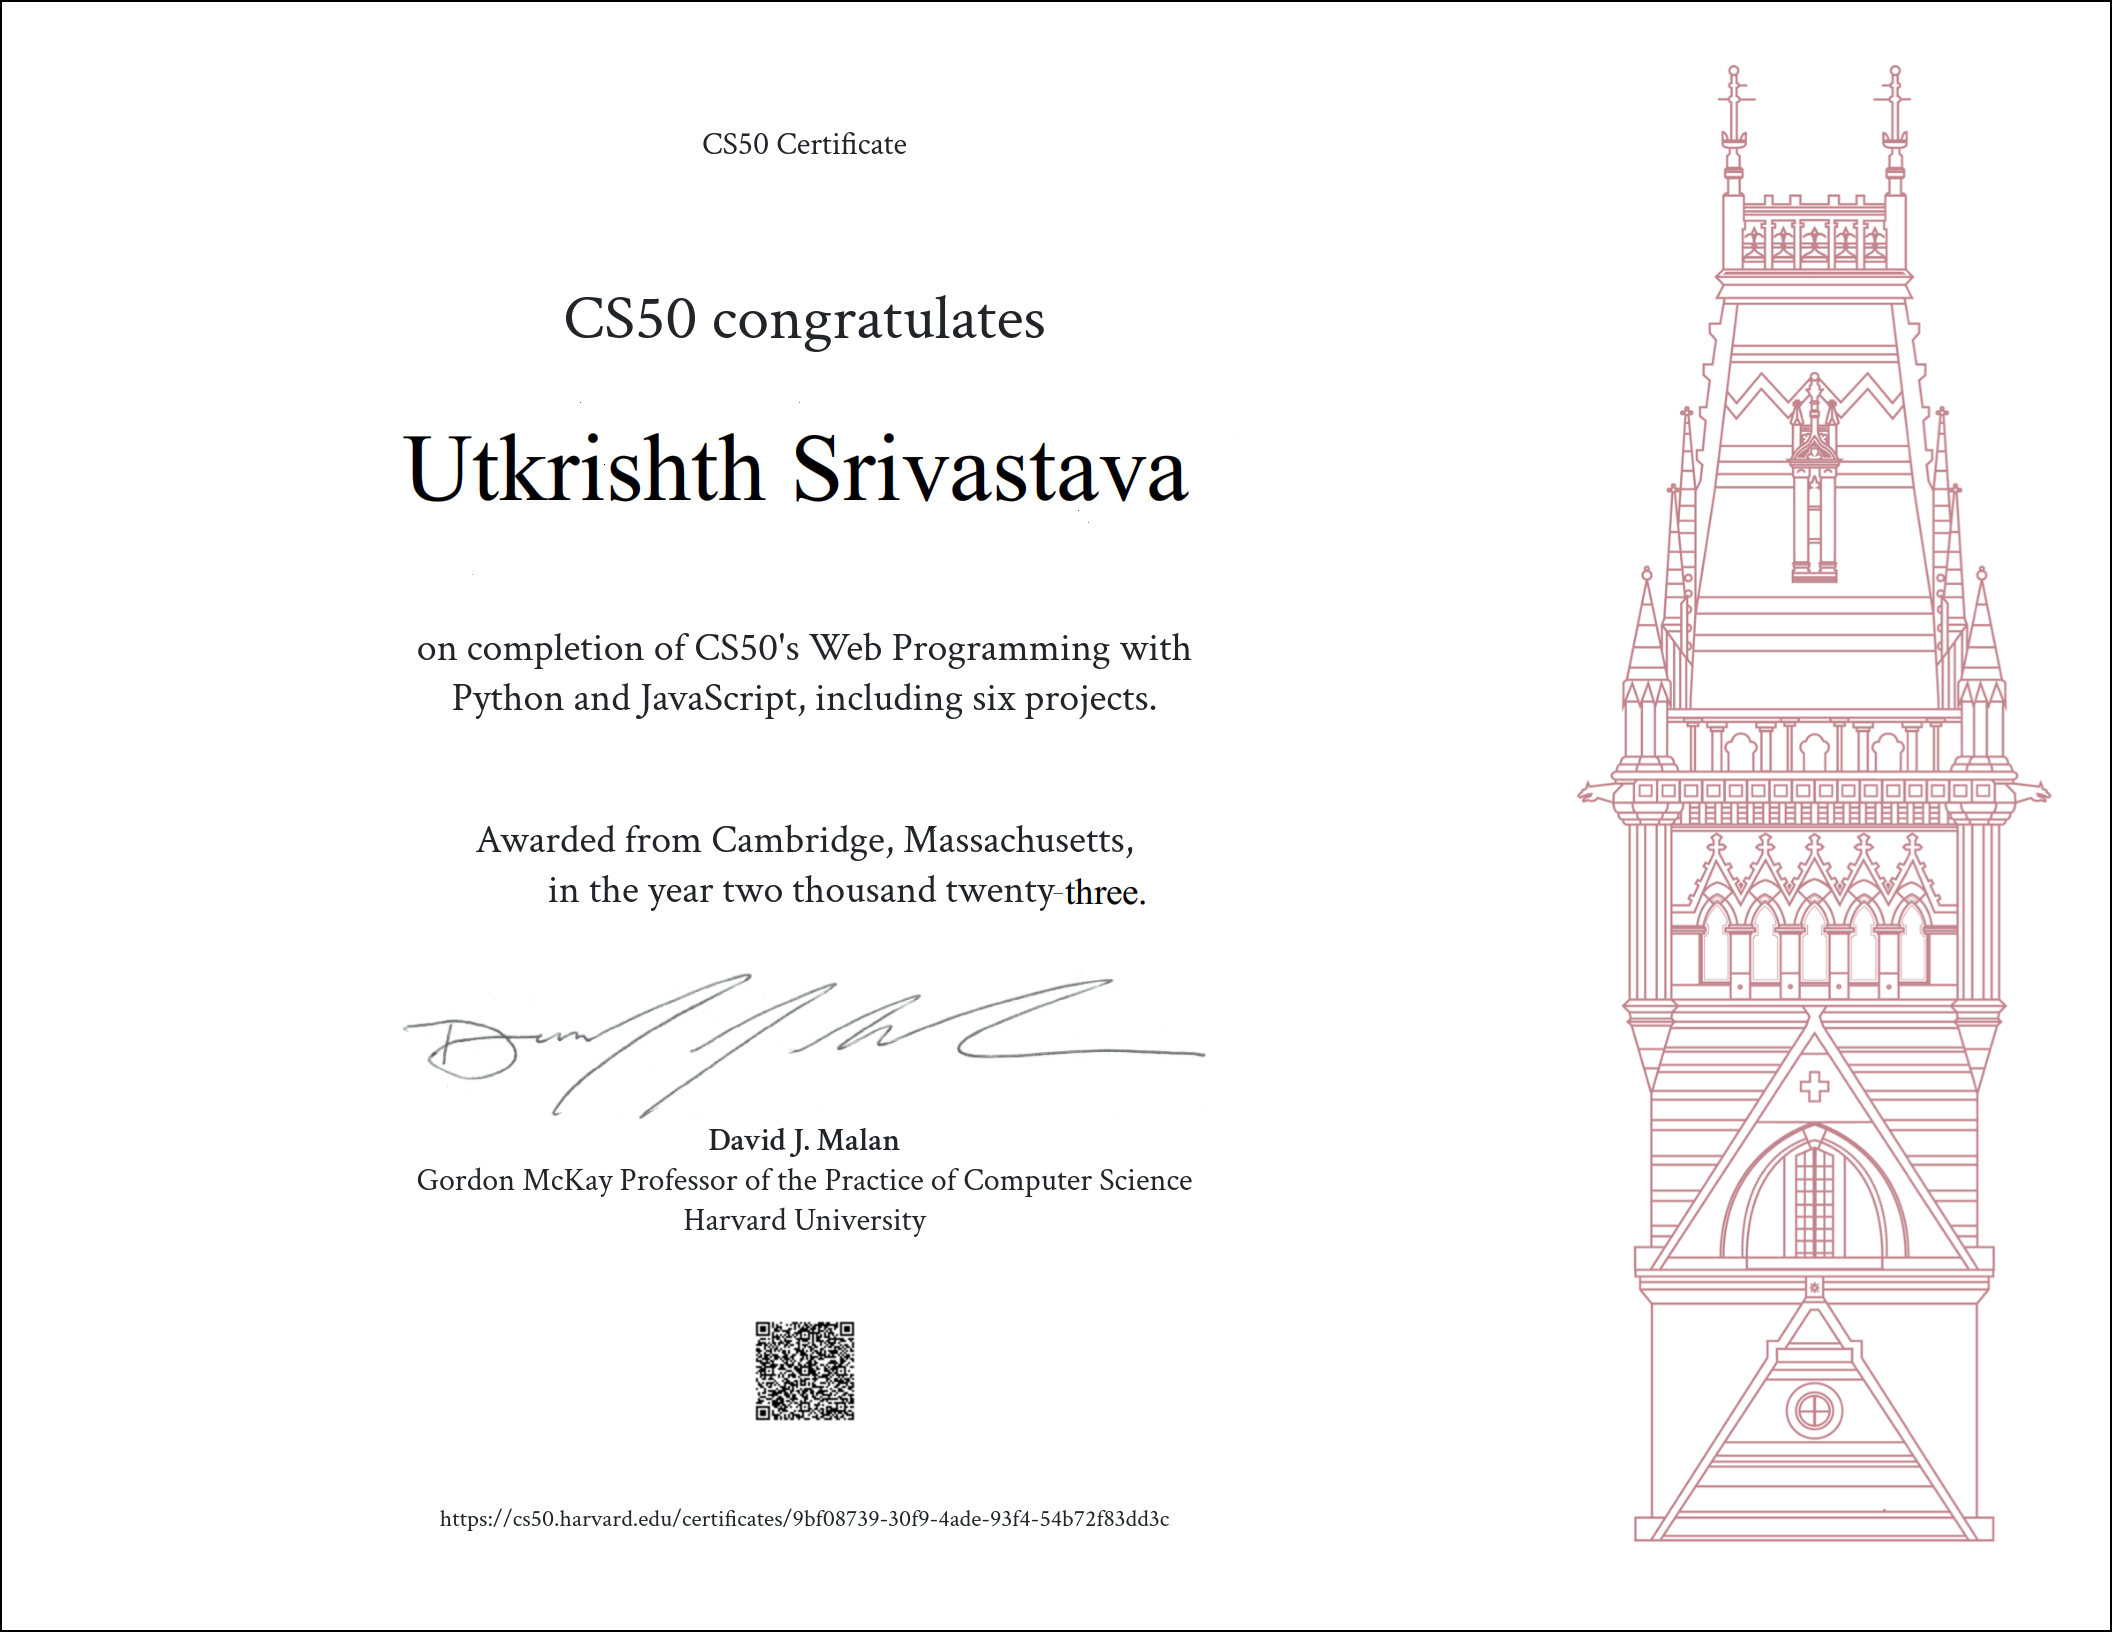 CS50 Certificate
CS50 congratulates
Utkrishth Srivastava
on completion of CS50's Web Programming with
Python and JavaScript, including six projects.
Awarded from Cambridge, Massachusetts,
in the year two thousand twenty-three.
David J. Malan
Gordon McKay Professor of the Practice of Computer Science
Harvard University
https://cs50.harvard.edu/certificates/9bf08739-30f9-4ade-93f4-54b72f83dd3c